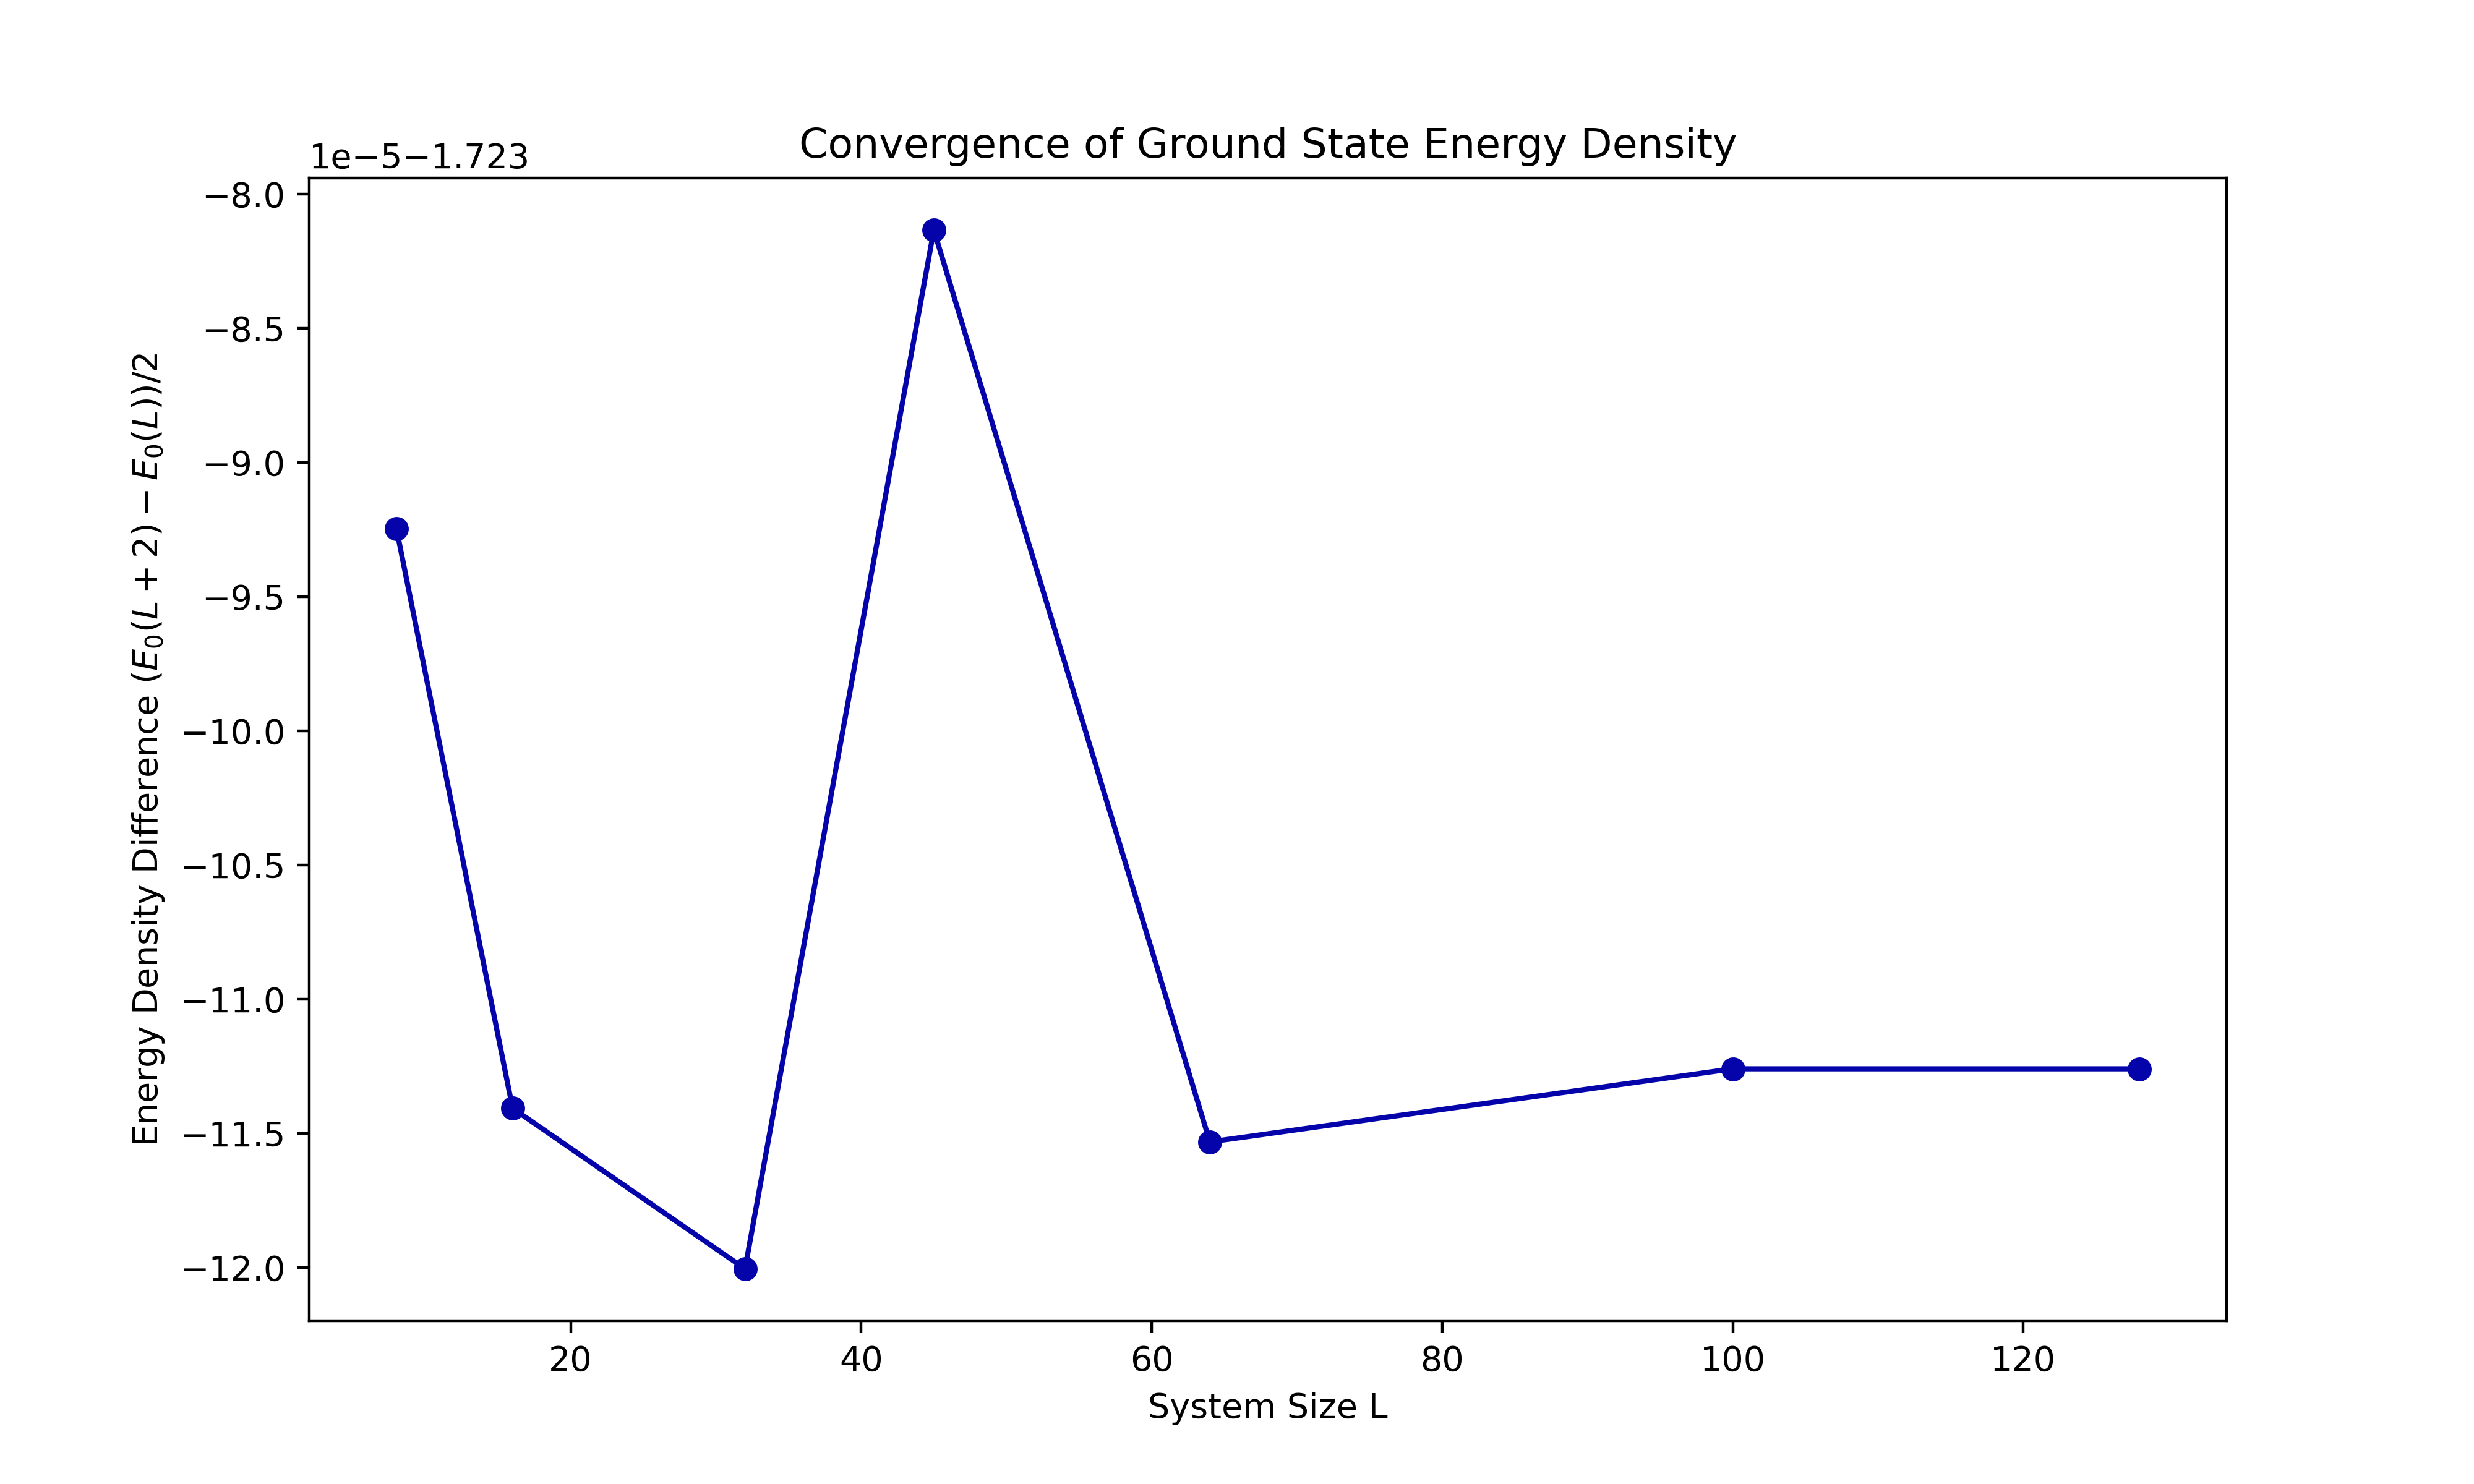 Convergence of Ground State Energy Density
1e−5−1.723
−8.0
−8.5
−9.0
−9.5
−10.0
−10.5
−11.0
−11.5
−12.0
Energy Density Difference (E₀(L + 2) − E₀(L))/2
20 40 60 80 100 120
System Size L